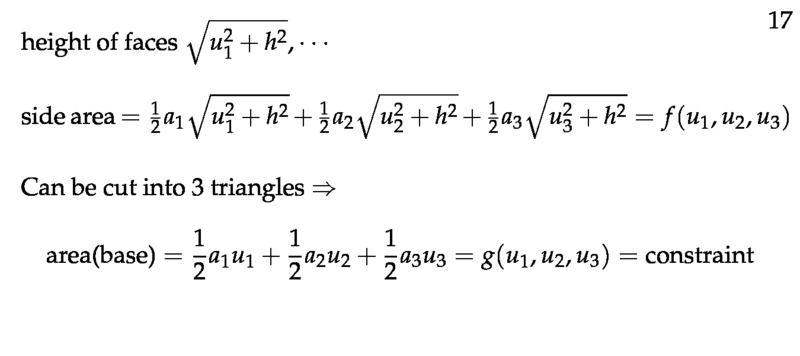 17
height of faces √(u₁² + h²), ⋯
side area = ½a₁√(u₁² + h²) + ½a₂√(u₂² + h²) + ½a₃√(u₃² + h²) = f(u₁, u₂, u₃)
Can be cut into 3 triangles ⇒
area(base) = ½a₁u₁ + ½a₂u₂ + ½a₃u₃ = g(u₁, u₂, u₃) = constraint